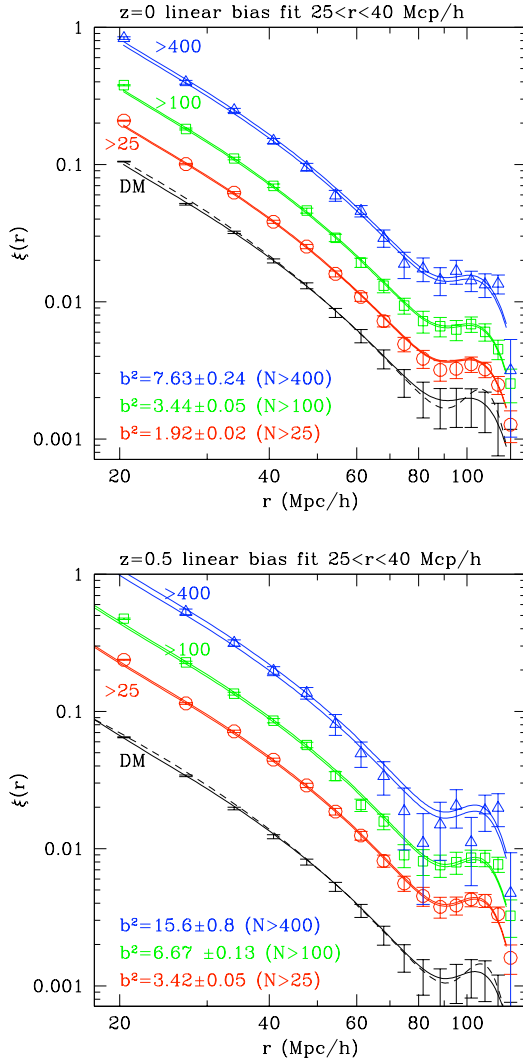 z=0 linear bias fit 25<r<40 Mcp/h
1
>400
>100
0.1
>25
DM
ξ(r)
0.01
b²=7.63±0.24 (N>400)
b²=3.44±0.05 (N>100)
0.001
b²=1.92±0.02 (N>25)
20 40 60 80 100
r (Mpc/h)
z=0.5 linear bias fit 25<r<40 Mcp/h
1
>400
>100
0.1
>25
DM
ξ(r)
0.01
b²=15.6±0.8 (N>400)
b²=6.67 ±0.13 (N>100)
0.001
b²=3.42±0.05 (N>25)
20 40 60 80 100
r (Mpc/h)